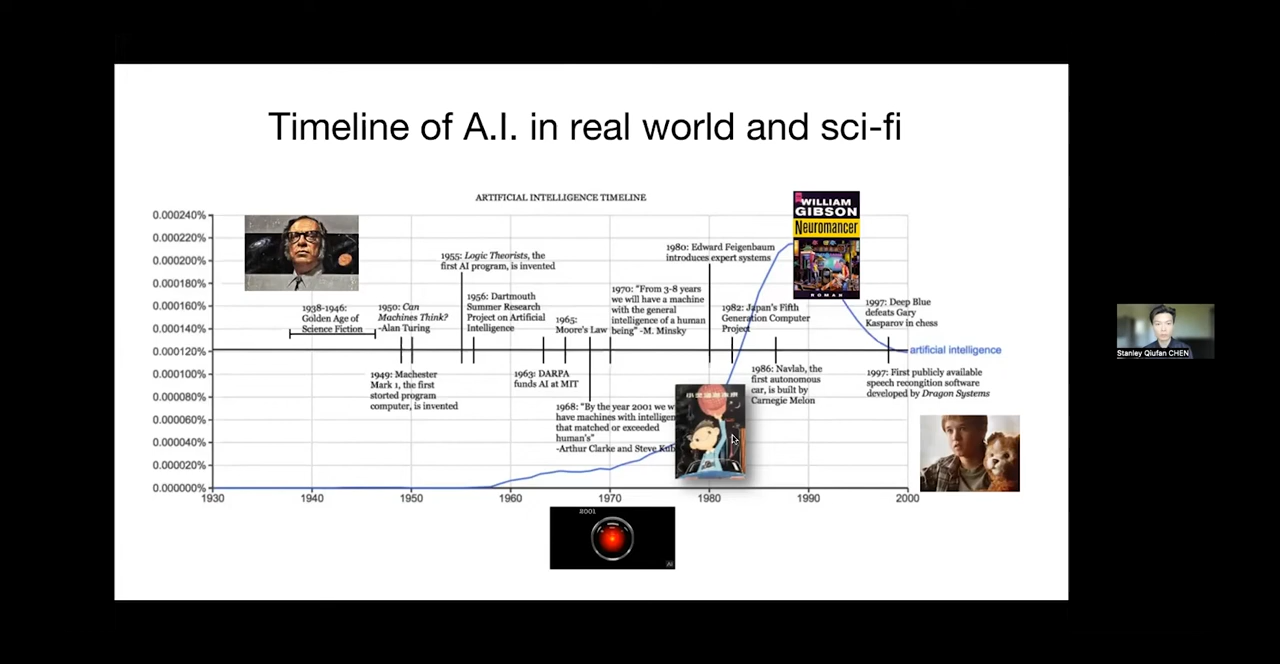 Timeline of A.I. in real world and sci-fi
ARTIFICIAL INTELLIGENCE TIMELINE
0.000240%
0.000220%
0.000200%
0.000180%
0.000160%
0.000140%
0.000120%
0.000100%
0.000080%
0.000060%
0.000040%
0.000020%
0.000000%
1930
1940
1950
1960
1970
1980
1990
2000
1938-1946:
Golden Age of
Science Fiction
1950: Can
Machines Think?
-Alan Turing
1949: Machester
Mark 1, the first
storted program
computer, is invented
1955: Logic Theorists, the
first AI program, is invented
1956: Dartmouth
Summer Research
Project on Artificial
Intelligence
1963: DARPA
funds AI at MIT
1965:
Moore's Law
1968: "By the year 2001 we w
have machines with intelligen
that matched or exceeded
human's"
-Arthur Clarke and Steve Kub
1970: "From 3-8 years
we will have a machine
with the general
intelligence of a human
being" -M. Minsky
1980: Edward Feigenbaum
introduces expert systems
1982: Japan's Fifth
Generation Computer
Project
1986: Navlab, the
first autonomous
car, is built by
Carnegie Melon
WILLIAM
GIBSON
Neuromancer
ROMAN
1997: Deep Blue
defeats Gary
Kasparov in chess
artificial intelligence
1997: First publicly available
speech recongition software
developed by Dragon Systems
2001
Stanley Qiufan CHEN